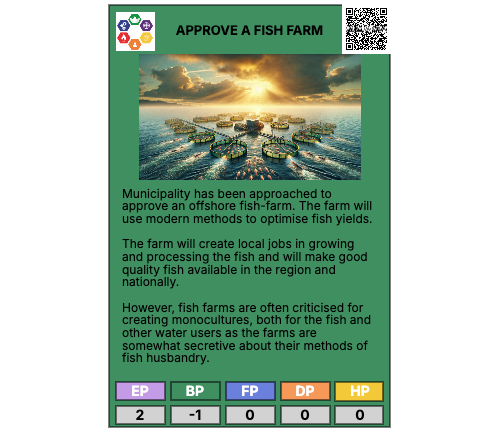 APPROVE A FISH FARM
Municipality has been approached to
approve an offshore fish-farm. The farm will
use modern methods to optimise fish yields.
The farm will create local jobs in growing
and processing the fish and will make good
quality fish available in the region and
nationally.
However, fish farms are often criticised for
creating monocultures, both for the fish and
other water users as the farms are
somewhat secretive about their methods of
fish husbandry.
EP BP FP DP HP
2 -1 0 0 0